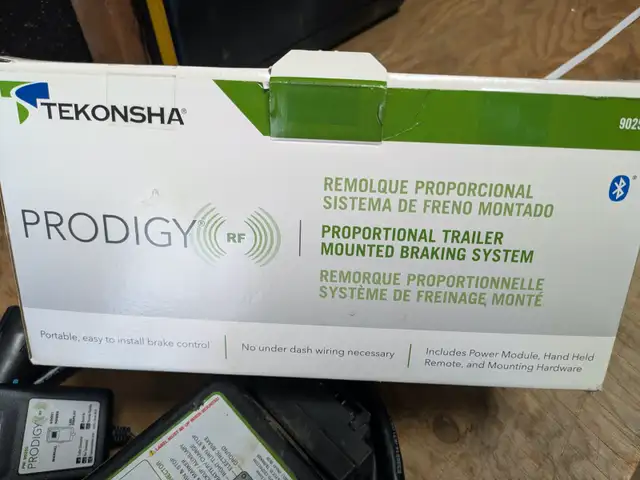 TEKONSHA®
9025
REMOLQUE PROPORCIONAL
SISTEMA DE FRENO MONTADO
PRODIGY® RF
PROPORTIONAL TRAILER
MOUNTED BRAKING SYSTEM
REMORQUE PROPORTIONNELLE
SYSTÈME DE FREINAGE MONTÉ
Portable, easy to install brake control
No under dash wiring necessary
Includes Power Module, Hand Held
Remote, and Mounting Hardware
PRODIGY